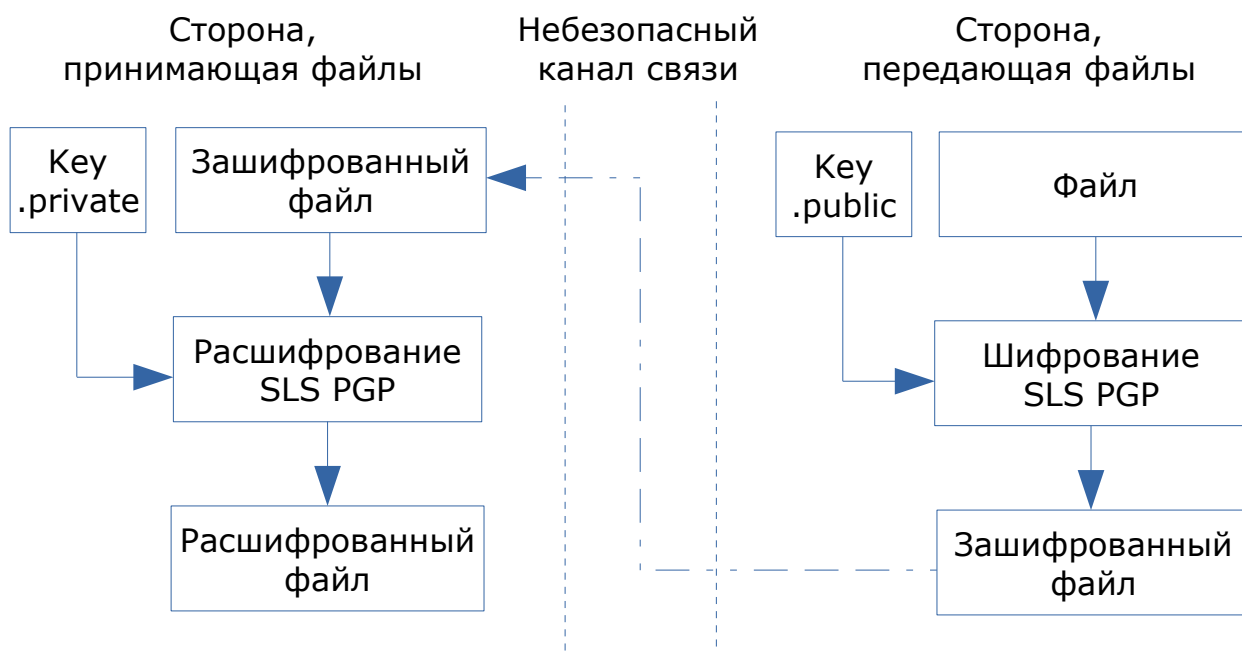 Сторона,
принимающая файлы
Небезопасный
канал связи
Сторона,
передающая файлы
Key
.private
Зашифрованный
файл
Key
.public
Файл
Расшифрование
SLS PGP
Шифрование
SLS PGP
Расшифрованный
файл
Зашифрованный
файл